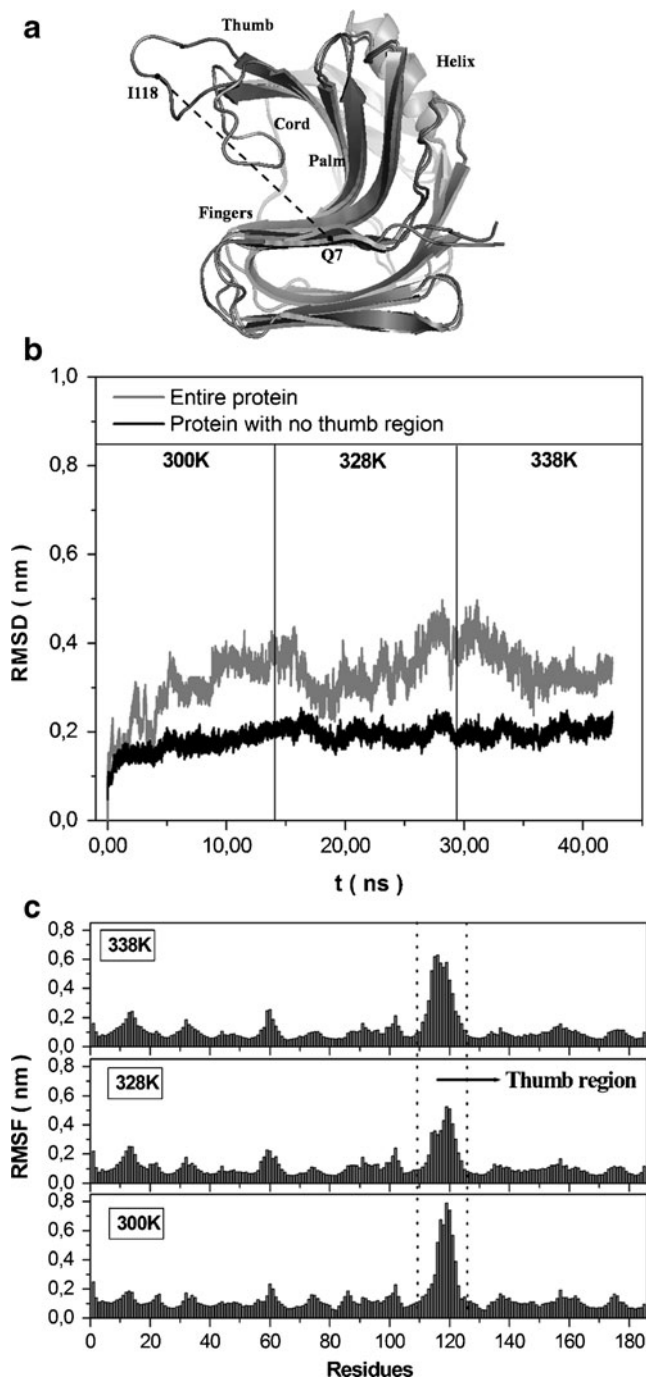 a
Thumb
Helix
I118
Cord
Palm
Fingers
Q7
b
1,0
0,8
0,6
0,4
0,2
0,0
RMSD ( nm )
Entire protein
Protein with no thumb region
300K
328K
338K
0,00
10,00
20,00
30,00
40,00
t ( ns )
c
0,8
0,6
0,4
0,2
0,0
338K
0,8
0,6
0,4
0,2
0,0
328K
Thumb region
RMSF ( nm )
0,8
0,6
0,4
0,2
0,0
300K
0
20
40
60
80
100
120
140
160
180
Residues